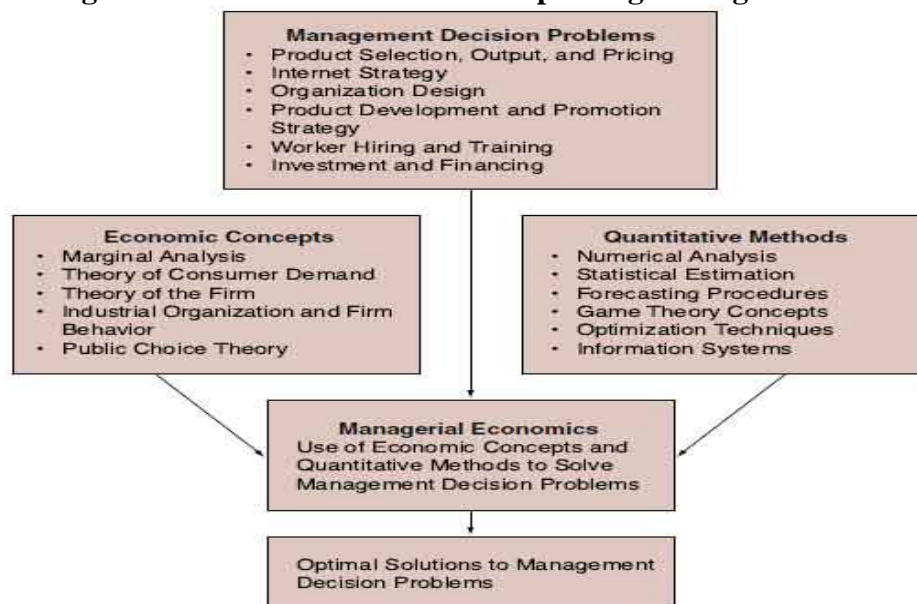 Management Decision Problems
• Product Selection, Output, and Pricing
• Internet Strategy
• Organization Design
• Product Development and Promotion
Strategy
• Worker Hiring and Training
• Investment and Financing
Economic Concepts
• Marginal Analysis
• Theory of Consumer Demand
• Theory of the Firm
• Industrial Organization and Firm
Behavior
• Public Choice Theory
Quantitative Methods
• Numerical Analysis
• Statistical Estimation
• Forecasting Procedures
• Game Theory Concepts
• Optimization Techniques
• Information Systems
Managerial Economics
Use of Economic Concepts and
Quantitative Methods to Solve
Management Decision Problems
Optimal Solutions to Management
Decision Problems